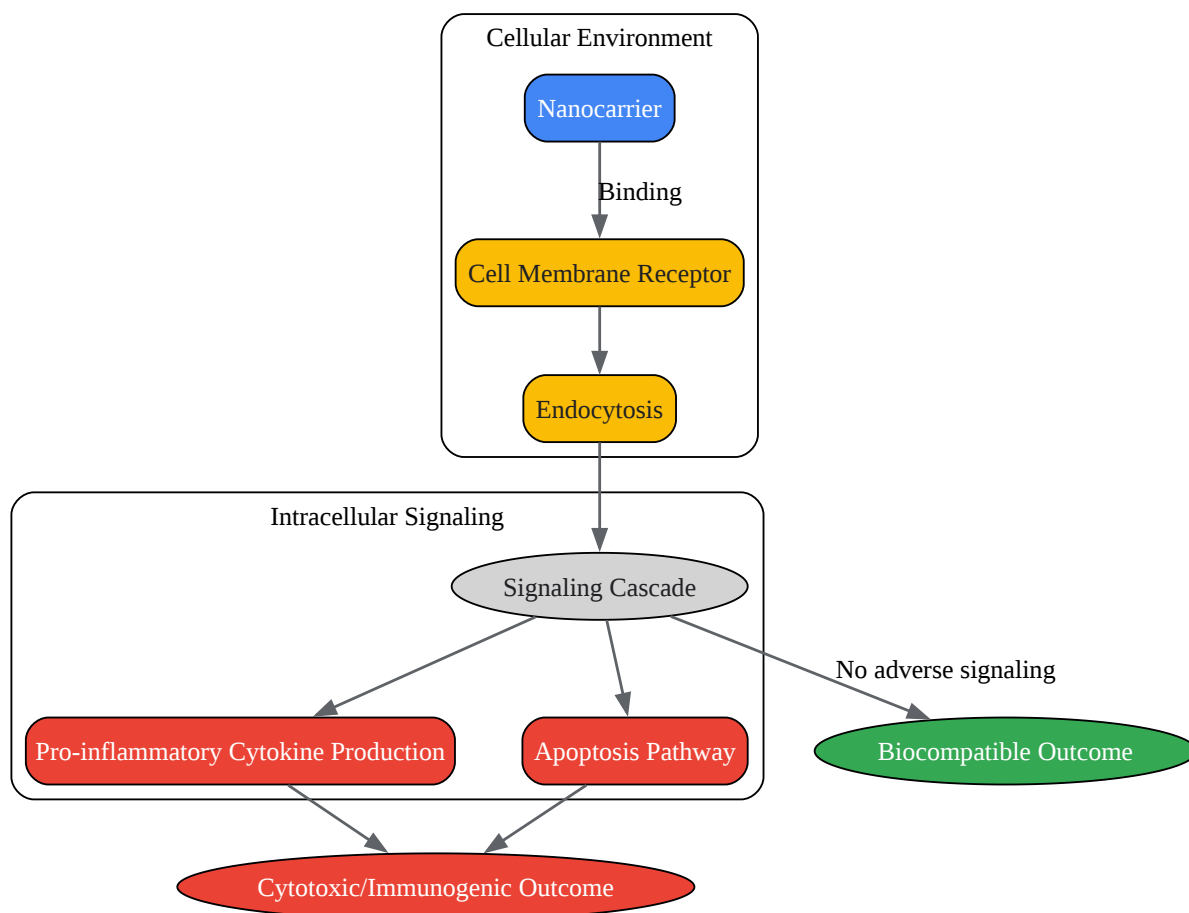 Cellular Environment
Nanocarrier
Binding
Cell Membrane Receptor
Endocytosis
Intracellular Signaling
Signaling Cascade
No adverse signaling
Pro-inflammatory Cytokine Production
Apoptosis Pathway
Biocompatible Outcome
Cytotoxic/Immunogenic Outcome